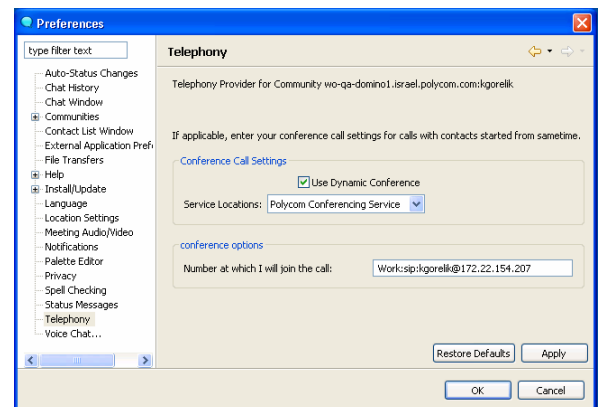 Preferences
type filter text
Auto-Status Changes
Chat History
Chat Window
Communities
Contact List Window
External Application Prefe
File Transfers
Help
Install/Update
Language
Location Settings
Meeting Audio/Video
Notifications
Palette Editor
Privacy
Spell Checking
Status Messages
Telephony
Voice Chat...
Telephony
Telephony Provider for Community wo-qa-domino1.israel.polycom.com:kgorelik
If applicable, enter your conference call settings for calls with contacts started from sametime.
Conference Call Settings
Use Dynamic Conference
Service Locations: Polycom Conferencing Service
conference options
Number at which I will join the call: Work:sip:kgorelik@172.22.154.207
Restore Defaults Apply
OK Cancel